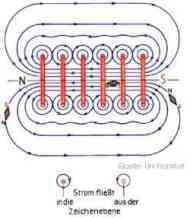 N
S
S
N
Quelle: Uni Frankfurt
Strom fließt
in die
aus der
Zeichenebene